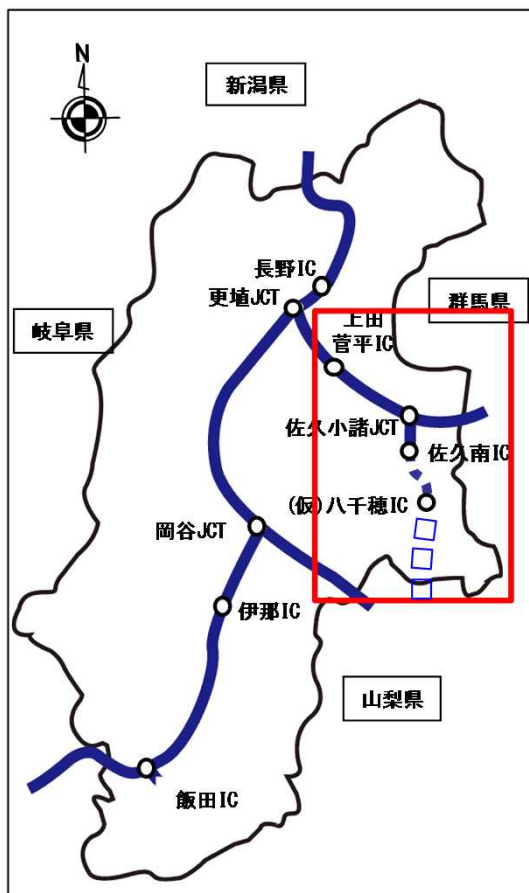 N
新潟県
長野IC
更埴JCT
群馬県
岐阜県
上田
菅平IC
佐久小諸JCT
佐久南IC
(仮)八千穂IC
岡谷JCT
伊那IC
山梨県
飯田IC